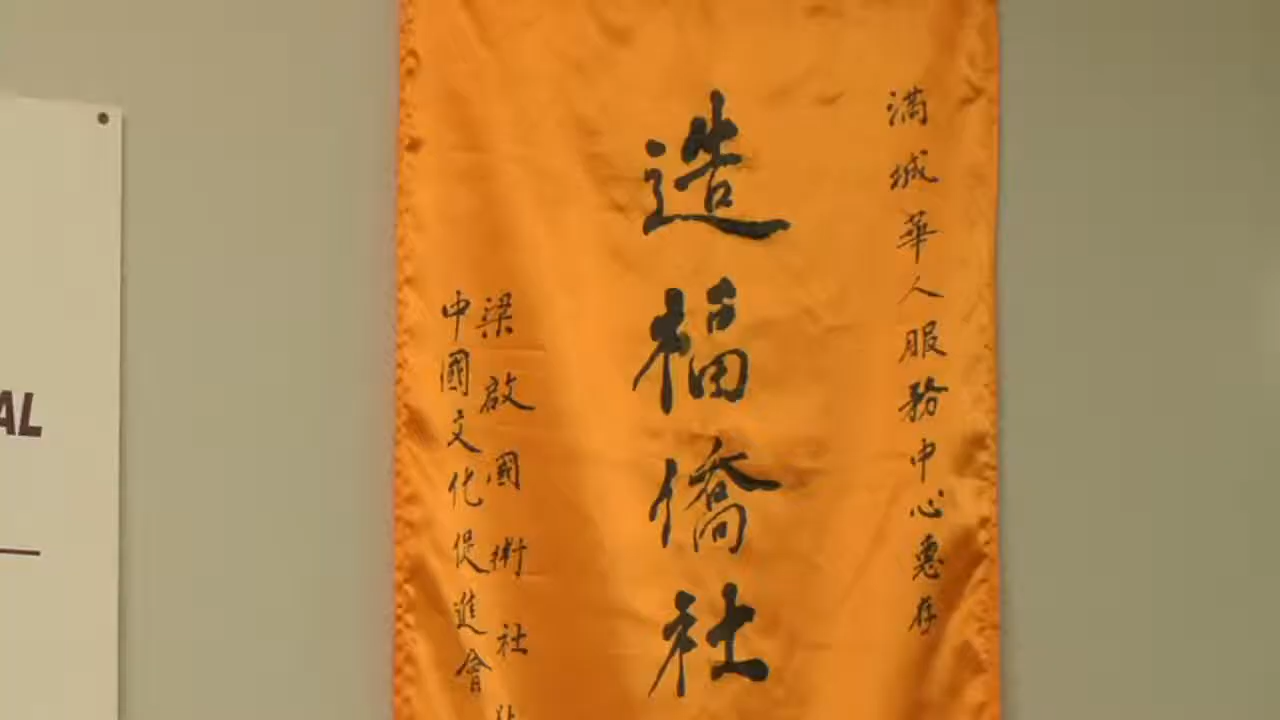 滿城華人服務中心惠存
造福僑社
梁啟國術社
中國文化促進會
AL